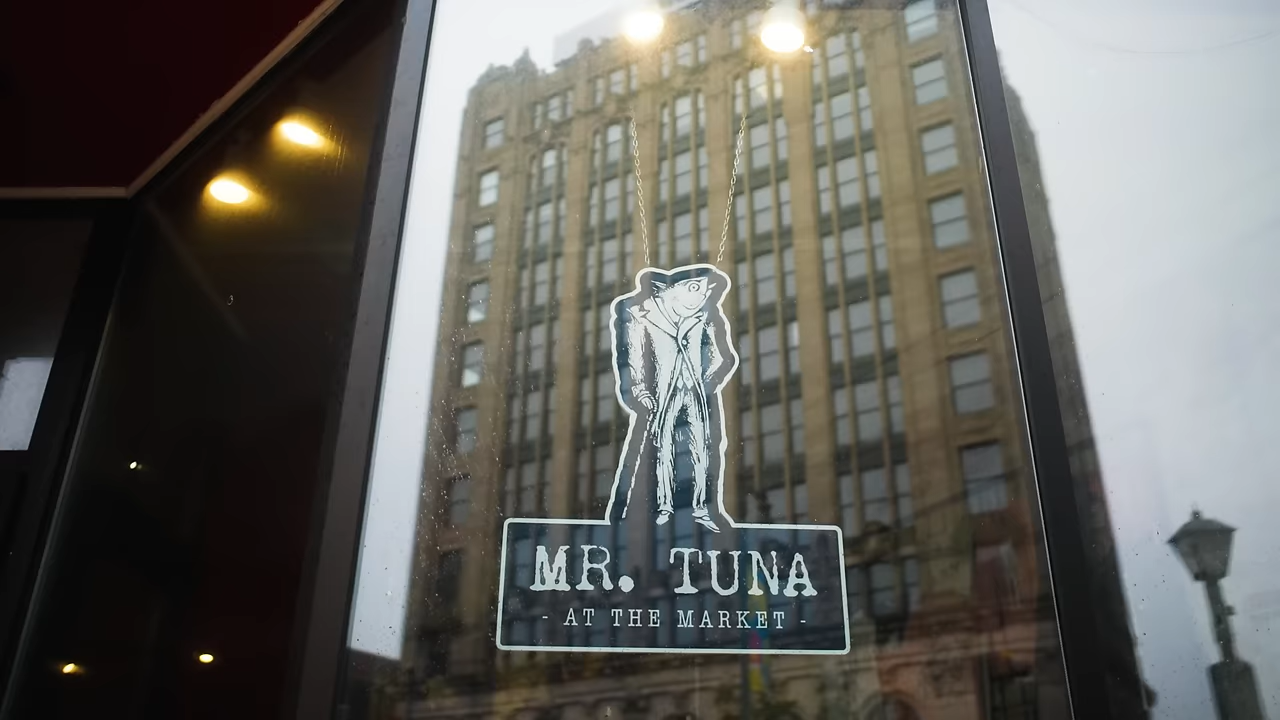 MR. TUNA
- AT THE MARKET -